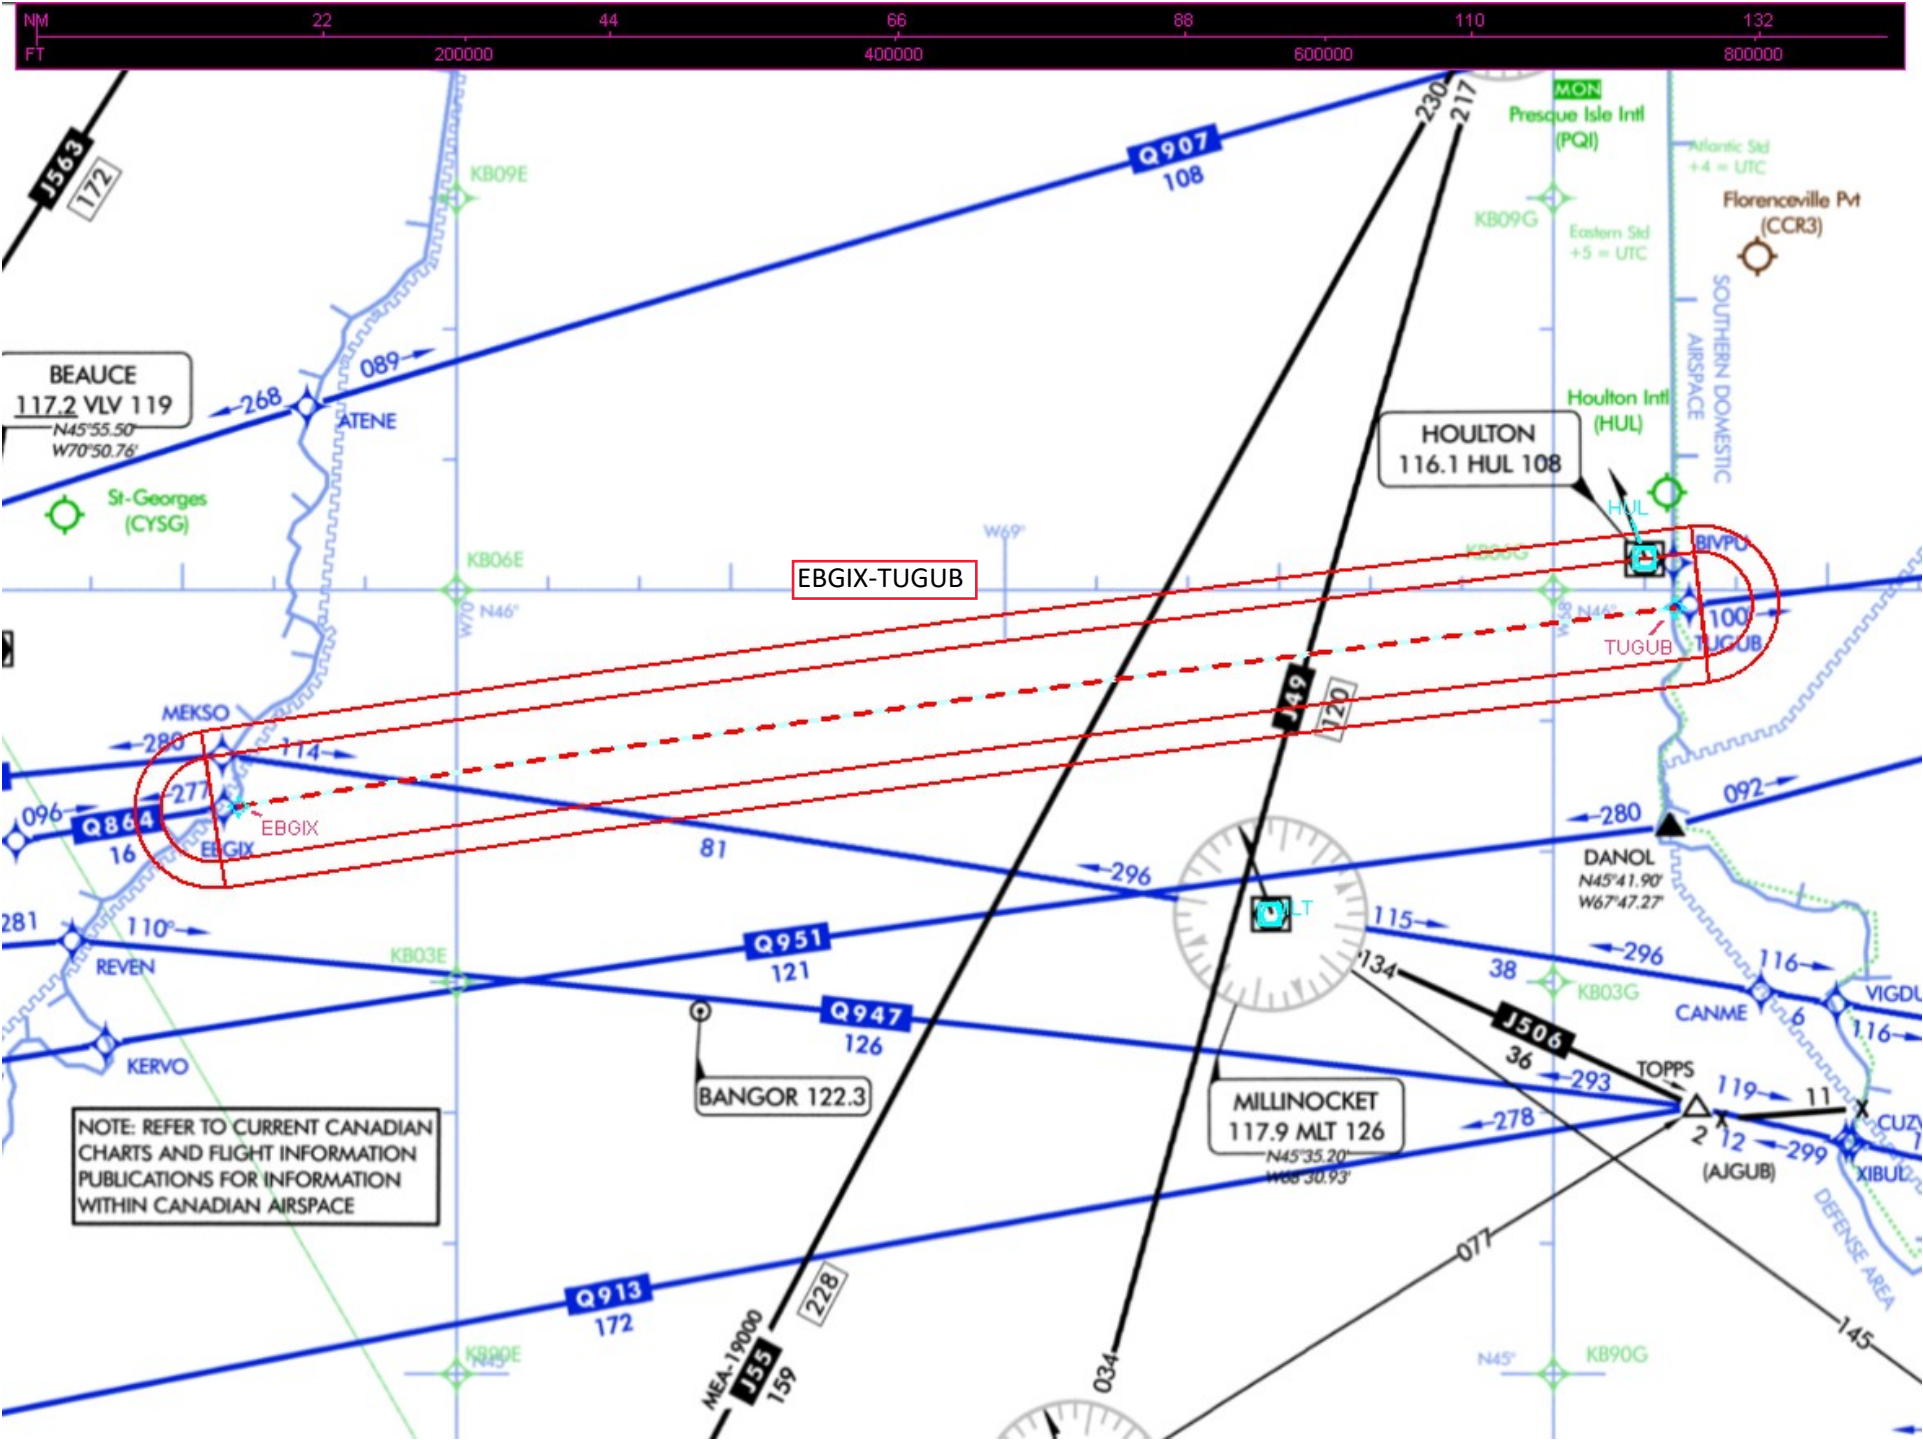 NM 22 44 66 88 110 132
FT 200000 400000 600000 800000
J563
172
KB09E
Q907
108
230
217
MON
Presque Isle Intl
(PQI)
Atlantic Std
+4 = UTC
KB09G
Eastern Std
+5 = UTC
Florenceville Pvt
(CCR3)
SOUTHERN DOMESTIC
AIRSPACE
BEAUCE
117.2 VLV 119
N45°55.50'
W70°50.76'
268
089
ATENE
St-Georges
(CYSG)
Houlton Intl
(HUL)
HOULTON
116.1 HUL 108
HUL
W69°
KB06E
KB06G
BIVPU
EBGIX-TUGUB
W70
N46°
W68
N46°
100°
TUGUB
TUGUB
J49
120
MEKSO
280
114
277
096
Q864
16
EBGIX
EBGIX
81
296
280
092
DANOL
N45°41.90'
W67°47.27'
MLT
281
110°
REVEN
KB03E
Q951
121
115
296
38
116
134
KB03G
CANME
6
VIGDU
116
Q947
126
KERVO
BANGOR 122.3
J506
36
TOPPS
293
119
11
MILLINOCKET
117.9 MLT 126
N45°35.20'
W68°30.93'
278
2
12
299
(AJGUB)
XIBUL
NOTE: REFER TO CURRENT CANADIAN
CHARTS AND FLIGHT INFORMATION
PUBLICATIONS FOR INFORMATION
WITHIN CANADIAN AIRSPACE
DEFENSE AREA
077
Q913
172
228
MEA-19000
J55
159
034
145
KB90E
N45°
N45°
KB90G